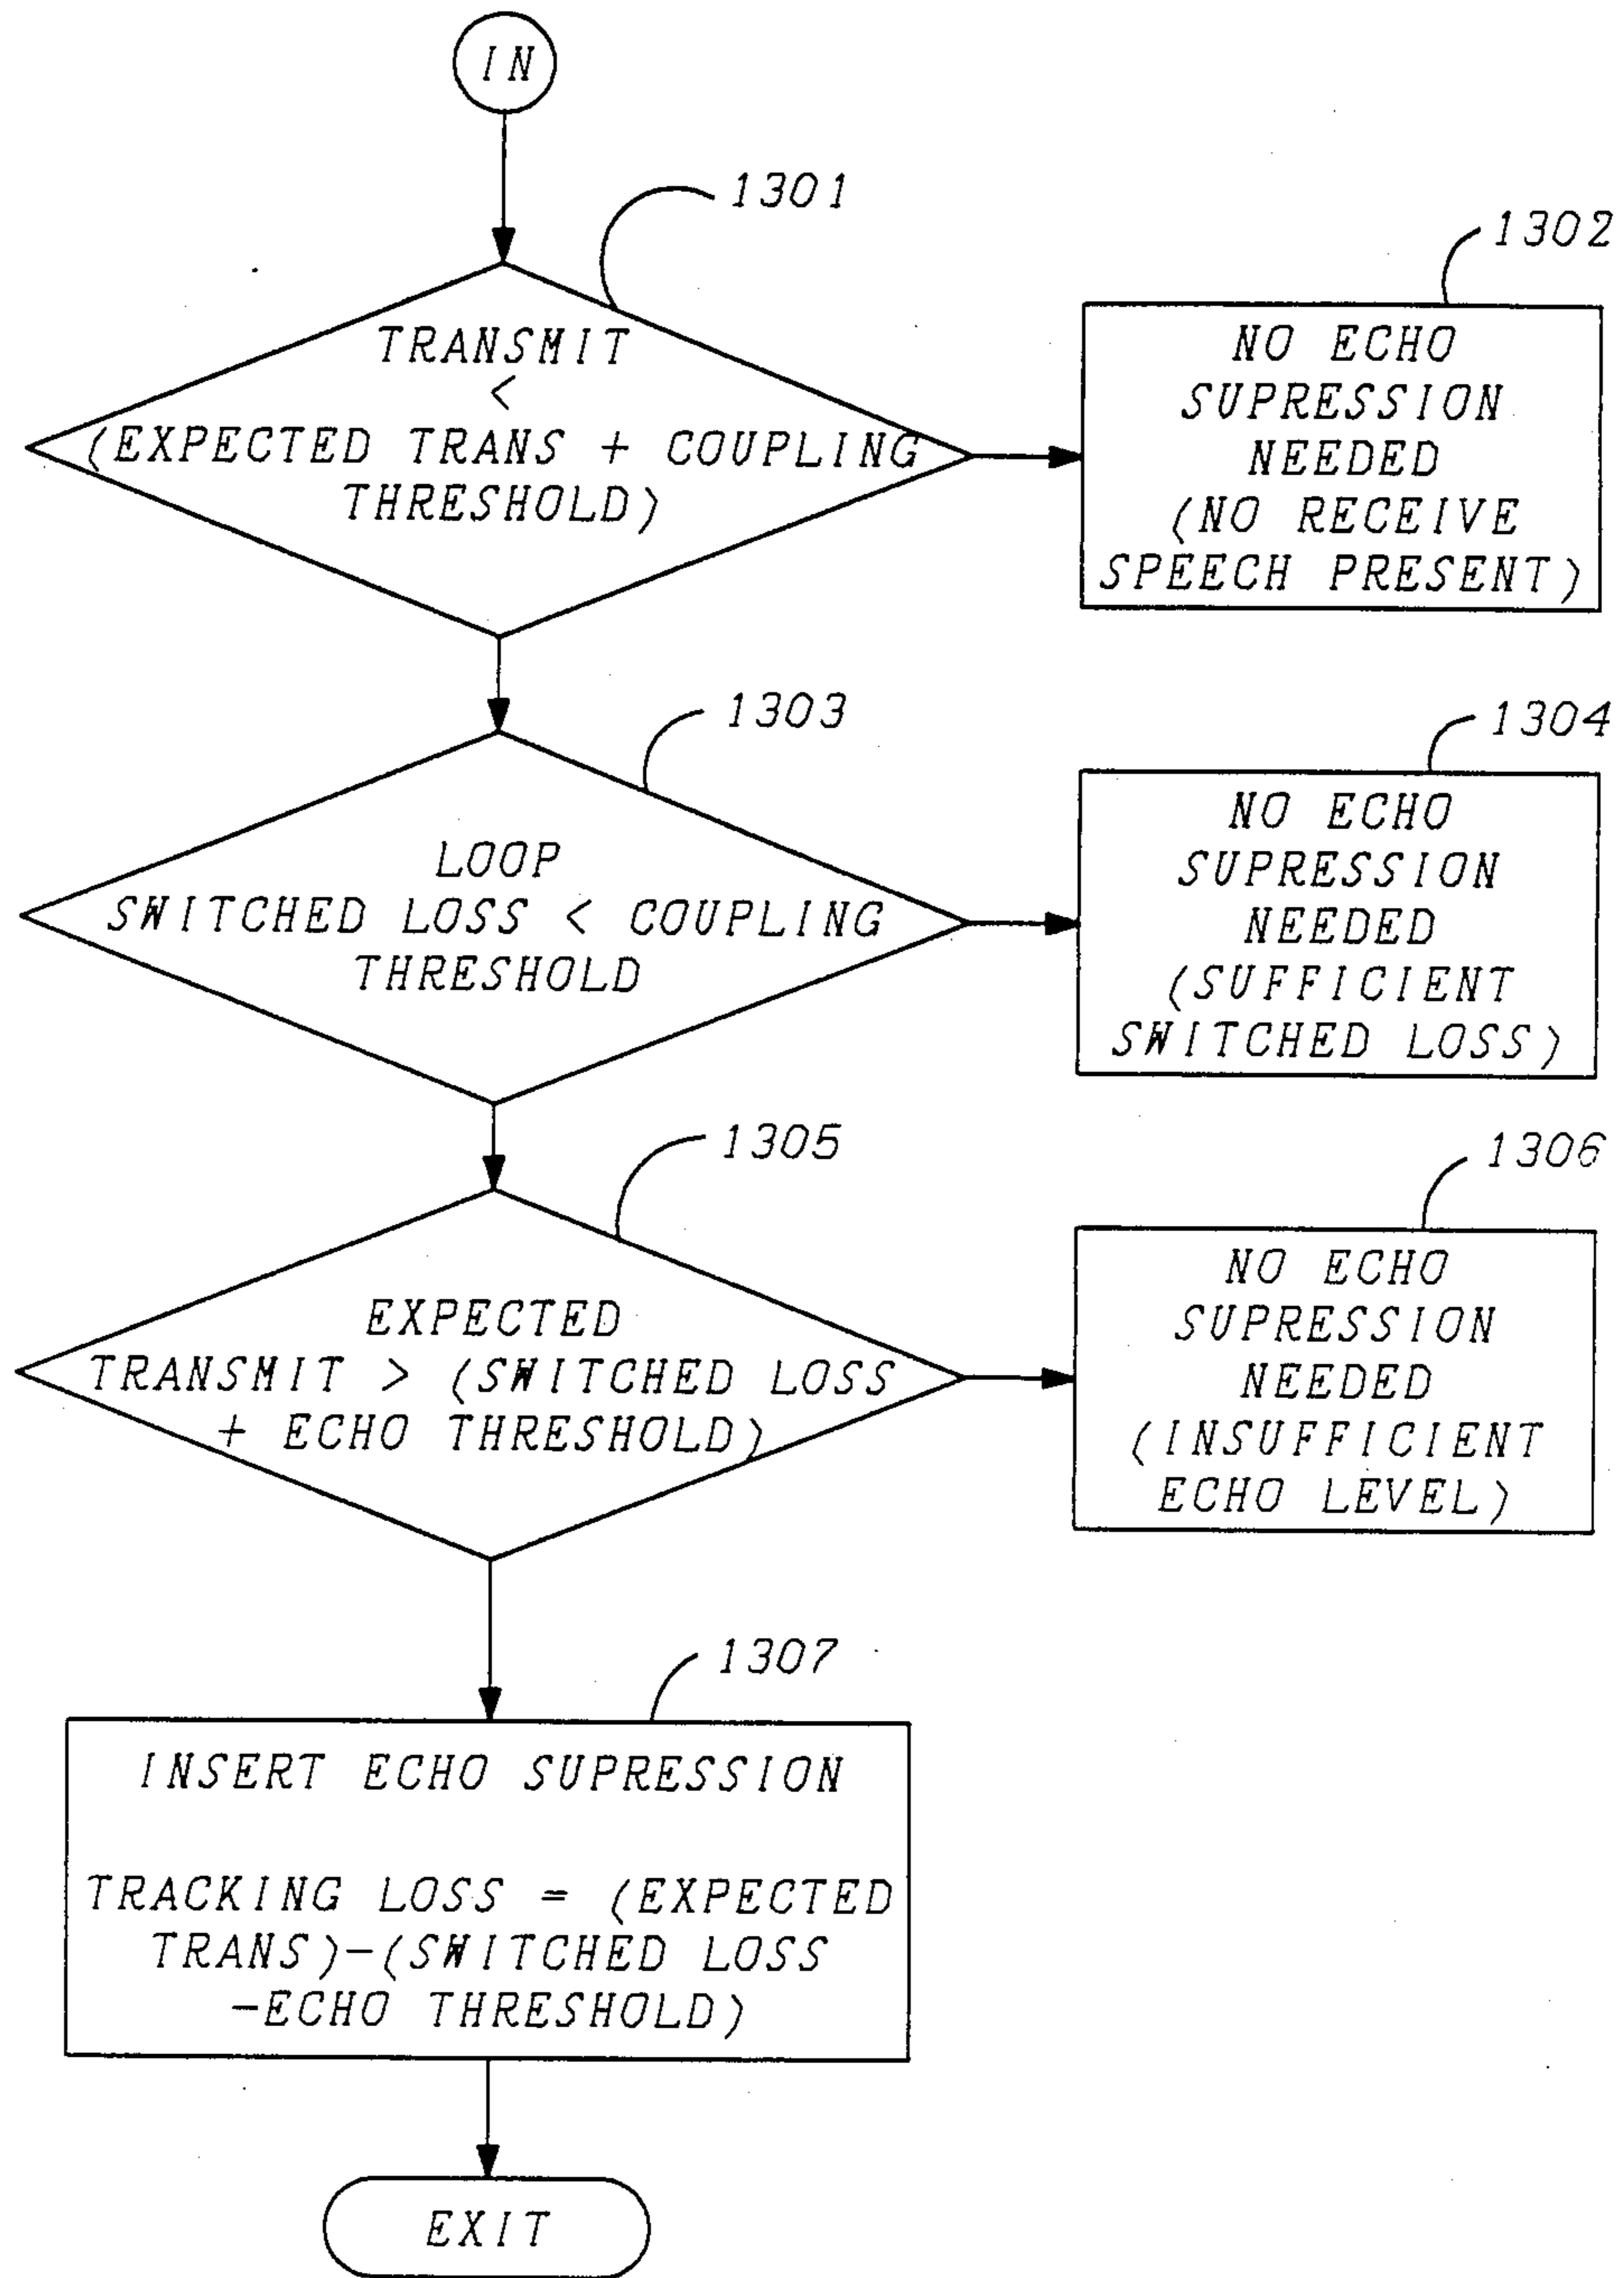 IN
1301
TRANSMIT
<
(EXPECTED TRANS + COUPLING
THRESHOLD)
1302
NO ECHO
SUPRESSION
NEEDED
(NO RECEIVE
SPEECH PRESENT)
1303
LOOP
SWITCHED LOSS < COUPLING
THRESHOLD
1304
NO ECHO
SUPRESSION
NEEDED
(SUFFICIENT
SWITCHED LOSS)
1305
EXPECTED
TRANSMIT > (SWITCHED LOSS
+ ECHO THRESHOLD)
1306
NO ECHO
SUPRESSION
NEEDED
(INSUFFICIENT
ECHO LEVEL)
1307
INSERT ECHO SUPRESSION
TRACKING LOSS = (EXPECTED
TRANS)-(SWITCHED LOSS
-ECHO THRESHOLD)
EXIT